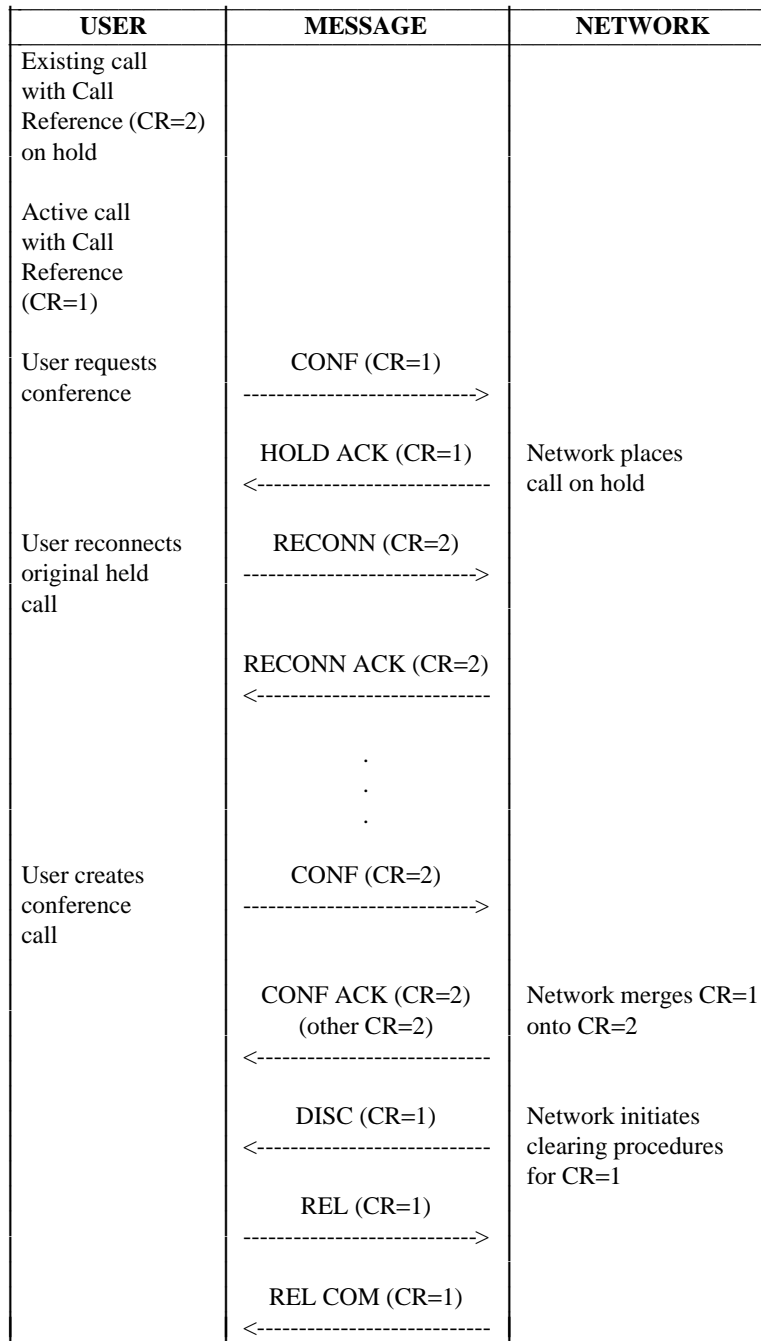 USER MESSAGE NETWORK
Existing call
with Call
Reference (CR=2)
on hold
Active call
with Call
Reference
(CR=1)
User requests CONF (CR=1)
conference ---------------------------->
HOLD ACK (CR=1) Network places
<---------------------------- call on hold
User reconnects RECONN (CR=2)
original held ---------------------------->
call
RECONN ACK (CR=2)
<----------------------------
.
.
.
User creates CONF (CR=2)
conference ---------------------------->
call
CONF ACK (CR=2) Network merges CR=1
(other CR=2) onto CR=2
<----------------------------
DISC (CR=1) Network initiates
<---------------------------- clearing procedures
for CR=1
REL (CR=1)
---------------------------->
REL COM (CR=1)
<----------------------------